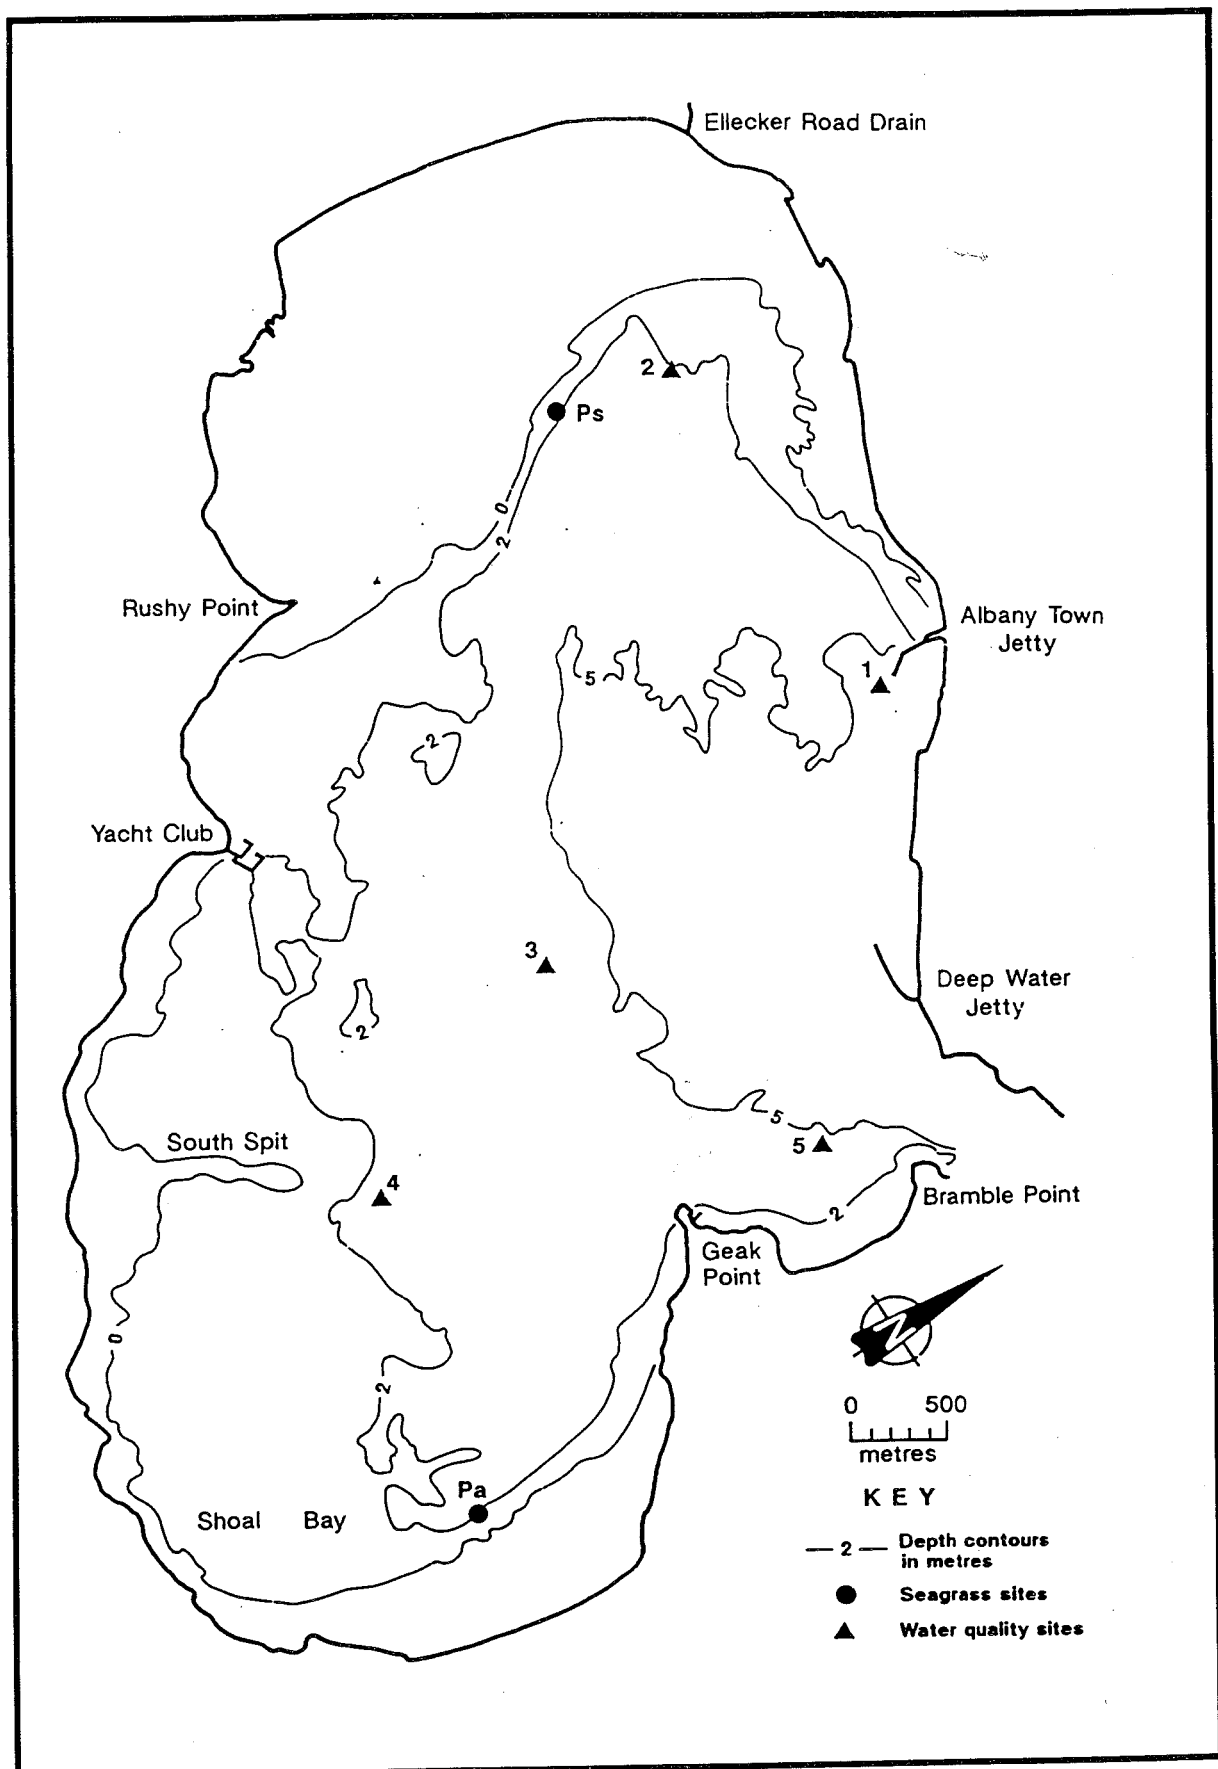 Ellecker Road Drain
2
Ps
0
2
Rushy Point
Albany Town
Jetty
5
1
2
Yacht Club
3
Deep Water
Jetty
2
5
South Spit
5
4
Bramble Point
2
Geak
Point
N
0
0 500
metres
2
KEY
Pa
Shoal Bay
2 Depth contours
in metres
Seagrass sites
Water quality sites